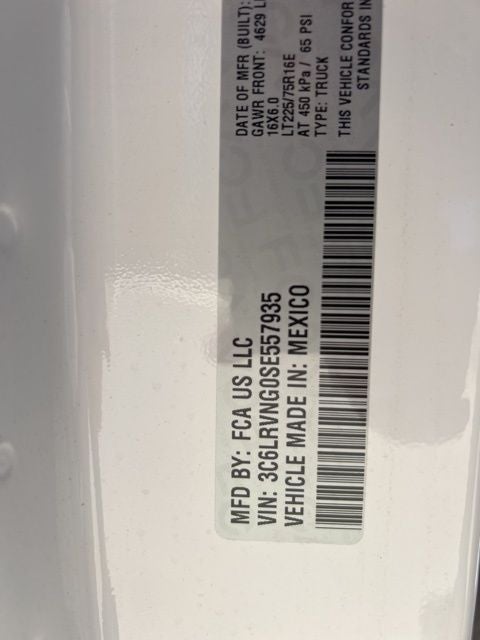 MFD BY: FCA US LLC
VIN: 3C6LRVNG0SE557935
VEHICLE MADE IN: MEXICO
DATE OF MFR (BUILT):
GAWR FRONT: 4629
16X6.0
LT225/75R16E
AT 450 kPa / 65 PSI
TYPE: TRUCK
THIS VEHICLE CONFOR
STANDARDS IN